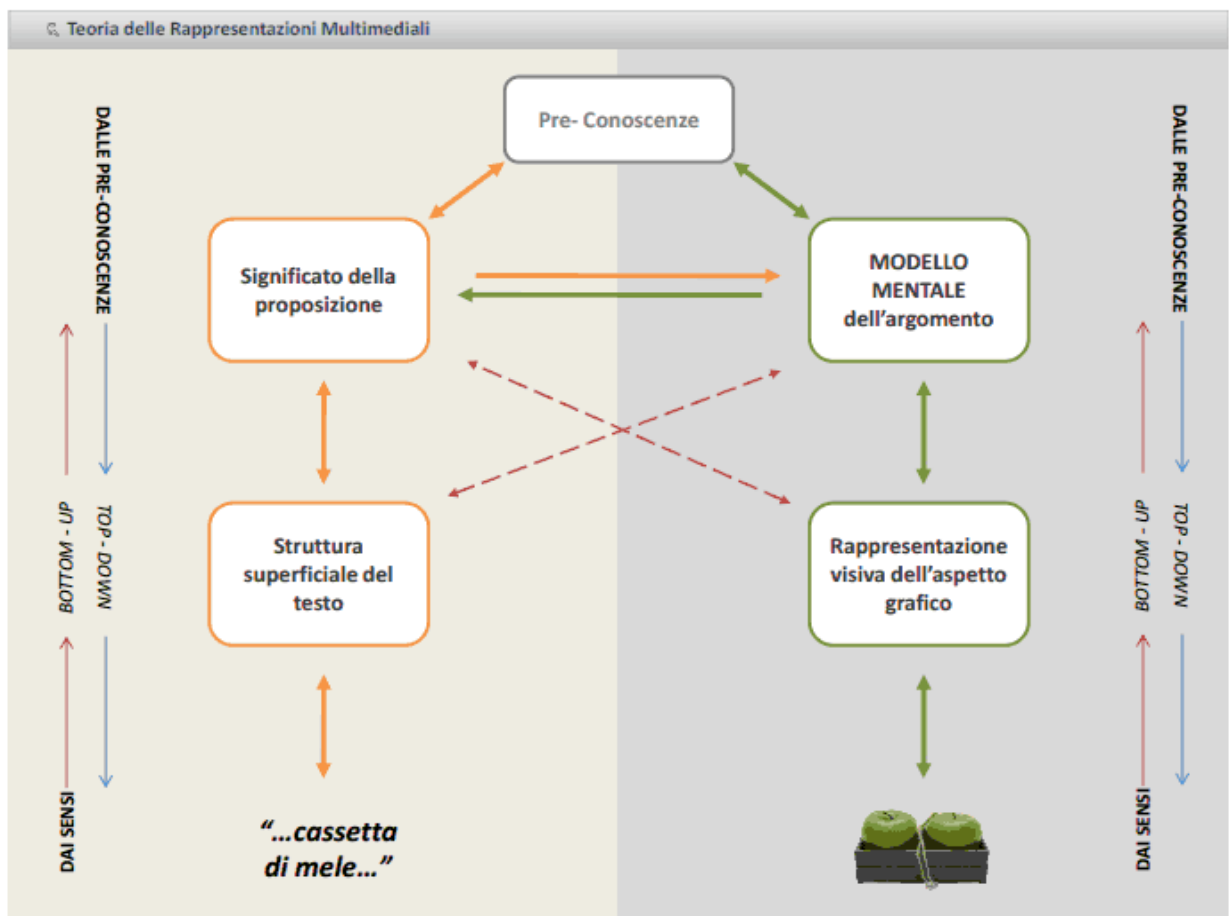 Teoria delle Rappresentazioni Multimediali
Pre- Conoscenze
DALLE PRE-CONOSCENZE
DALLE PRE-CONOSCENZE
Significato della
proposizione
MODELLO
MENTALE
dell'argomento
BOTTOM - UP
TOP - DOWN
Struttura
superficiale del
testo
Rappresentazione
visiva dell'aspetto
grafico
BOTTOM - UP
TOP - DOWN
DAI SENSI
"...cassetta
di mele..."
DAI SENSI